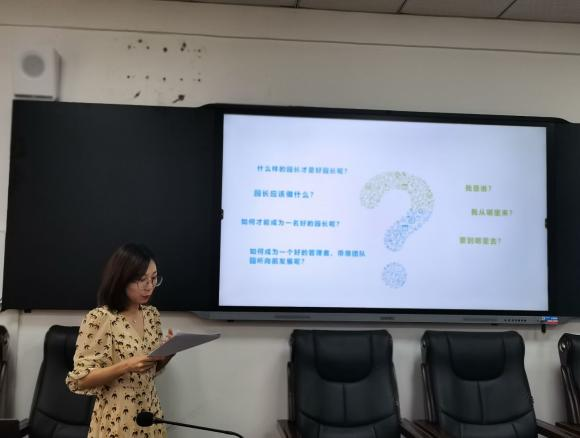 什么样的园长才是好园长呢？
园长应该做什么？
如何才能成为一名好的园长呢？
如何成为一个好的管理者，带领团队
园所向前发展呢？
我是谁？
我从哪里来？
要到哪里去？